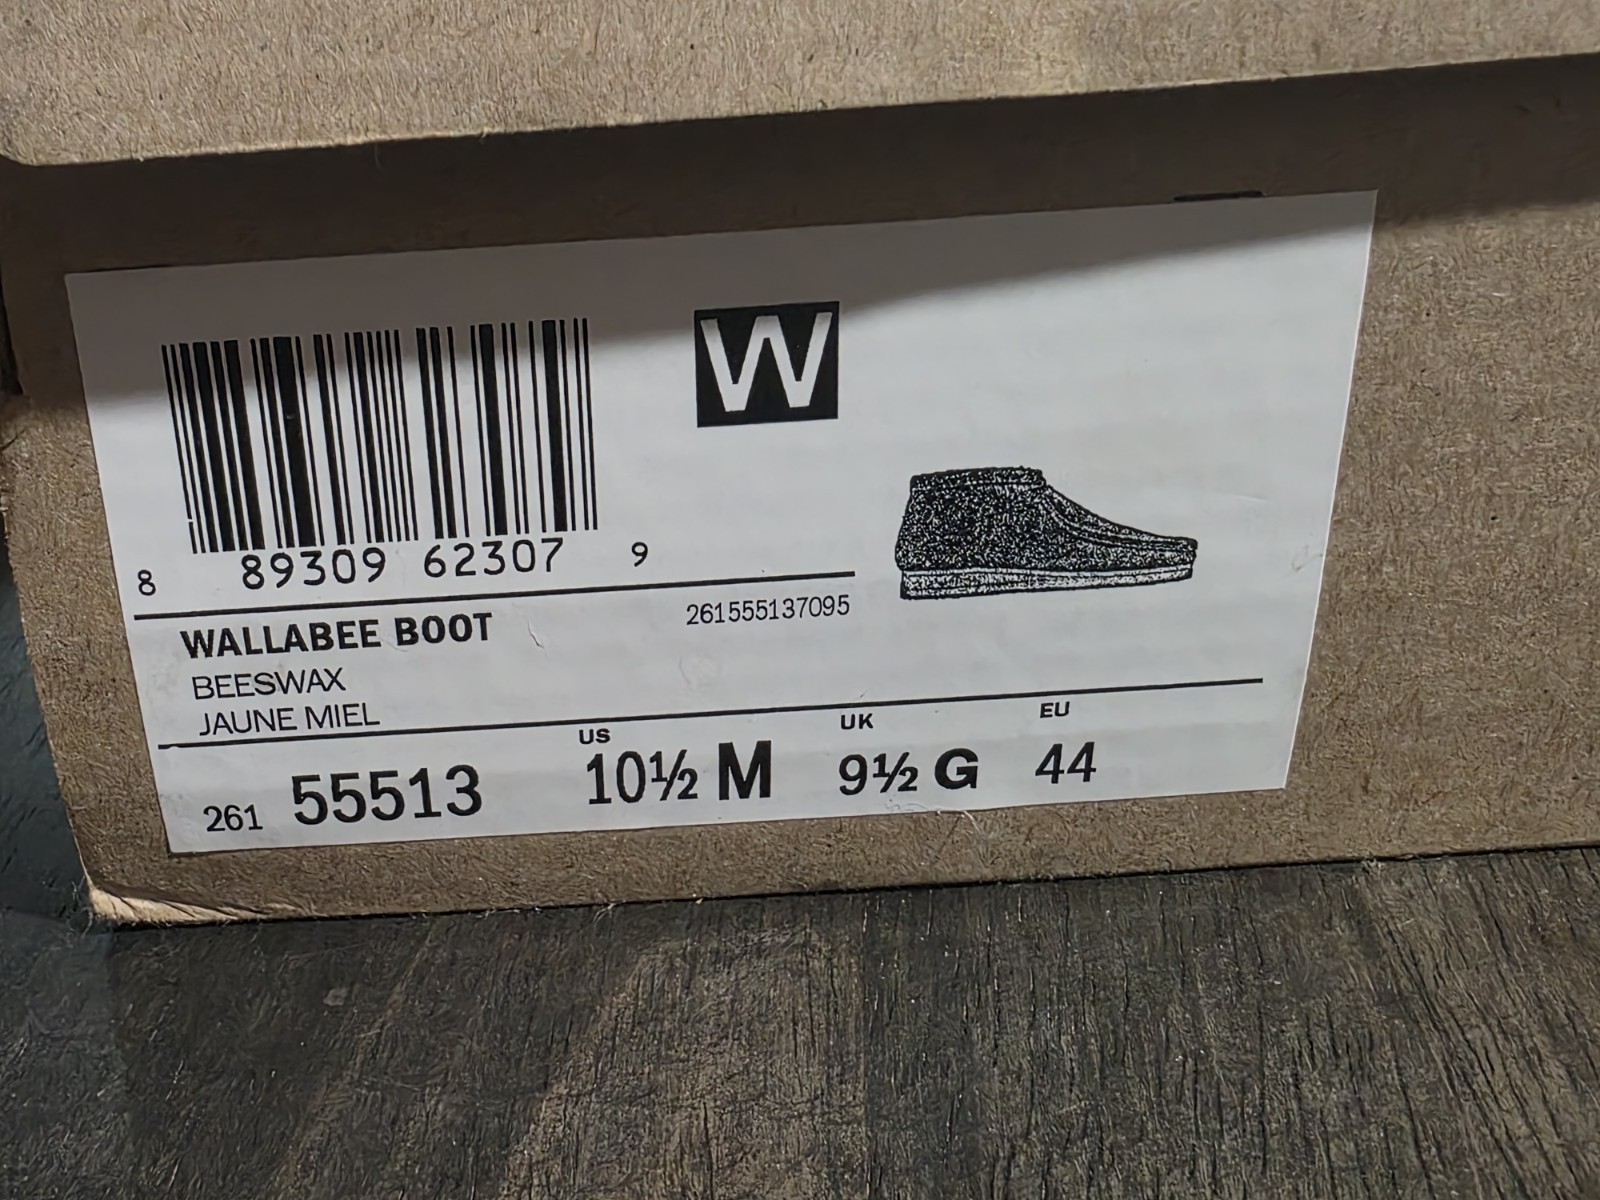 W
8 89309 62307 9
WALLABEE BOOT 261555137095
BEESWAX
JAUNE MIEL
US UK EU
261 55513 10½ M 9½ G 44